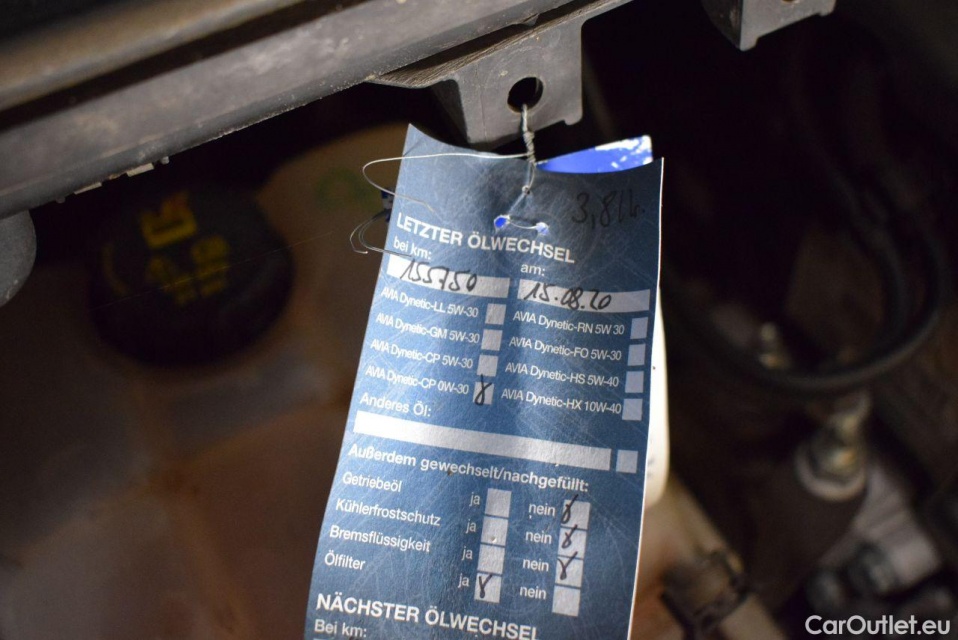 3,8 Ltr.
LETZTER ÖLWECHSEL
bei km: am:
155750 15.08.20
AVIA Dynetic-LL 5W-30 AVIA Dynetic-RN 5W 30
AVIA Dynetic-GM 5W-30 AVIA Dynetic-FO 5W-30
AVIA Dynetic-CP 5W-30 AVIA Dynetic-HS 5W-40
AVIA Dynetic-CP 0W-30 AVIA Dynetic-HX 10W-40
Anderes Öl:
Außerdem gewechselt/nachgefüllt:
Getriebeöl ja nein
Kühlerfrostschutz ja nein
Bremsflüssigkeit ja nein
Ölfilter ja nein
NÄCHSTER ÖLWECHSEL
Bei km:
CarOutlet.eu